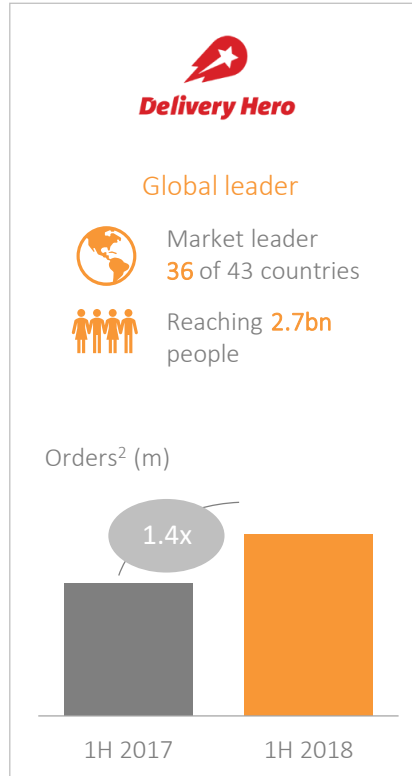 Delivery Hero
Global leader
Market leader
36 of 43 countries
Reaching 2.7bn
people
Orders² (m)
1.4x
1H 2017
1H 2018